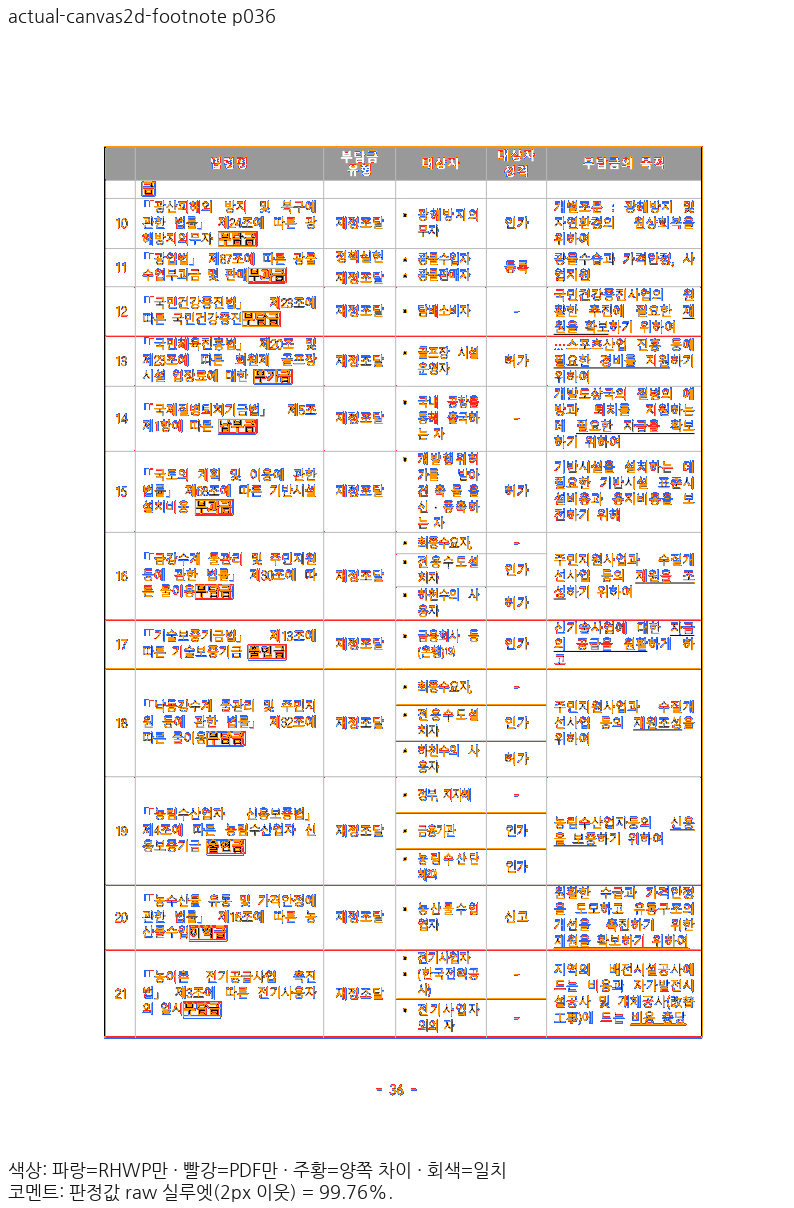 actual-canvas2d-footnote p036
법령명 부담금 유형 대상자 대상자 성격 부담금의 목적
금
10 「「광산피해의 방지 및 복구에 관한 법률」 제24조에 따른 광해방지의무자 부담금 재정조달 • 광해방지의무자 인가 개별조문 : 광해방지 및 자연환경의 원상회복을 위하여
11 「「광업법」 제87조에 따른 광물수입부과금 및 판매부과금 정책실현 재정조달 • 광물수입자 • 광물판매자 등록 광물수급과 가격안정, 사업지원
12 「「국민건강증진법」 제23조에 따른 국민건강증진부담금 재정조달 • 담배소비자 - 국민건강증진사업의 원활한 추진에 필요한 재원을 확보하기 위하여
13 「「국민체육진흥법」 제20조 및 제23조에 따른 회원제 골프장 시설 입장료에 대한 부가금 재정조달 • 골프장 시설 운영자 허가 …스포츠산업 진흥 등에 필요한 경비를 지원하기 위하여
14 「「국제질병퇴치기금법」 제5조제1항에 따른 납부금 재정조달 • 국내 공항을 통해 출국하는 자 - 개발도상국의 질병의 예방과 퇴치를 지원하는 데 필요한 자금을 확보하기 위하여
15 「「국토의 계획 및 이용에 관한 법률」 제68조에 따른 기반시설설치비용 부과금 재정조달 • 개발행위허가를 받아 건축물을 신·증축하는 자 허가 기반시설을 설치하는 데 필요한 기반시설 표준시설비용과 용지비용을 보전하기 위해
16 「「금강수계 물관리 및 주민지원 등에 관한 법률」 제30조에 따른 물이용부담금 재정조달 • 최종수요자, - • 전용수도설치자 인가 • 하천수의 사용자 허가 주민지원사업과 수질개선사업 등의 재원을 조성하기 위하여
17 「「기술보증기금법」 제13조에 따른 기술보증기금 출연금 재정조달 • 금융회사 등(은행)19) 인가 신기술사업에 대한 자금의 공급을 원활하게 하고
18 「「낙동강수계 물관리 및 주민지원 등에 관한 법률」 제32조에 따른 물이용부담금 재정조달 • 최종수요자, - • 전용수도설치자 인가 • 하천수의 사용자 허가 주민지원사업과 수질개선사업 등의 재원조성을 위하여
19 「「농림수산업자 신용보증법」 제4조에 따른 농림수산업자 신용보증기금 출연금 재정조달 • 정부, 지자체 - • 금융기관 인가 • 농림수산단체20) 인가 농림수산업자등의 신용을 보증하기 위하여
20 「「농수산물 유통 및 가격안정에 관한 법률」 제16조에 따른 농산물수입이익금 재정조달 • 농산물수입업자 신고 원활한 수급과 가격안정을 도모하고 유통구조의 개선을 촉진하기 위한 재원을 확보하기 위하여
21 「「농어촌 전기공급사업 촉진법」 제3조에 따른 전기사용자의 일시부담금 재정조달 • 전기사업자 • (한국전력공사) - • 전기사업자 외의 자 - 지역의 배전시설공사에 드는 비용과 자가발전시설공사 및 개체공사(改替工事)에 드는 비용 충당
- 36 -
색상: 파랑=RHWP만 · 빨강=PDF만 · 주황=양쪽 차이 · 회색=일치
코멘트: 판정값 raw 실루엣(2px 이웃) = 99.76%.